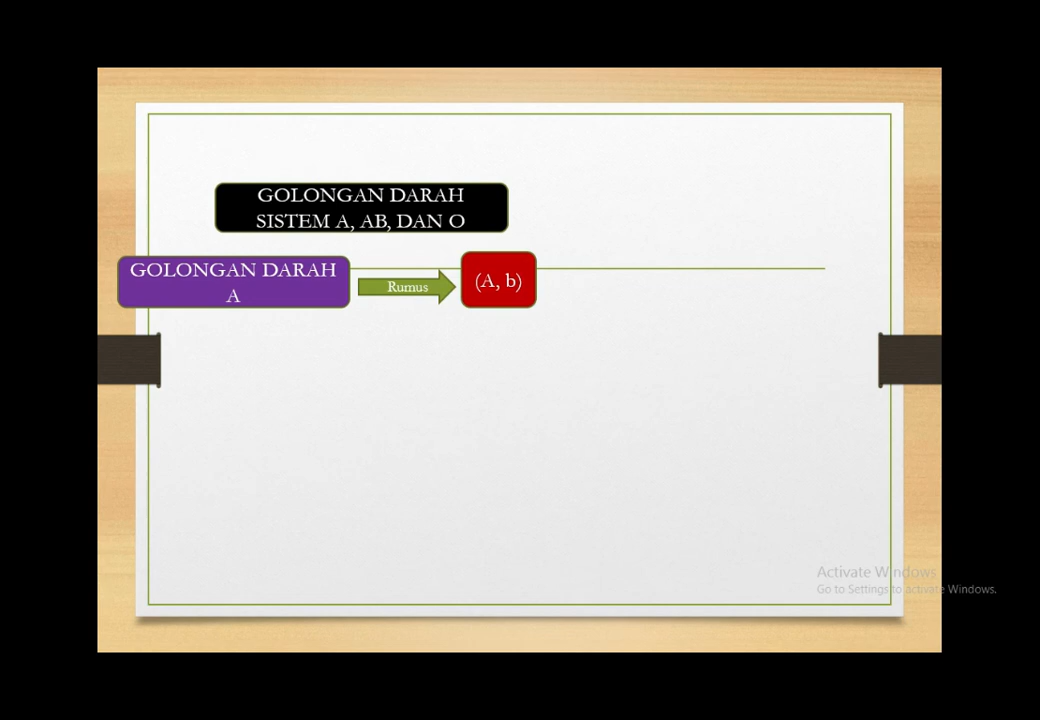 GOLONGAN DARAH
SISTEM A, AB, DAN O
GOLONGAN DARAH
A
Rumus
(A, b)
Activate Windows
Go to Settings to activate Windows.